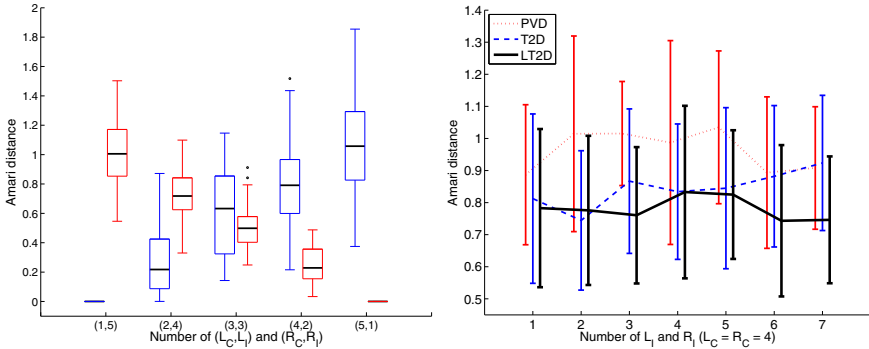 2
1.8
1.6
1.4
1.2
1
0.8
0.6
0.4
0.2
0
Amari distance
(1,5) (2,4) (3,3) (4,2) (5,1)
Number of (L_C,L_I) and (R_C,R_I)
1.4
1.3
1.2
1.1
1
0.9
0.8
0.7
0.6
0.5
Amari distance
PVD
T2D
LT2D
1 2 3 4 5 6 7
Number of L_I and R_I (L_C = R_C = 4)